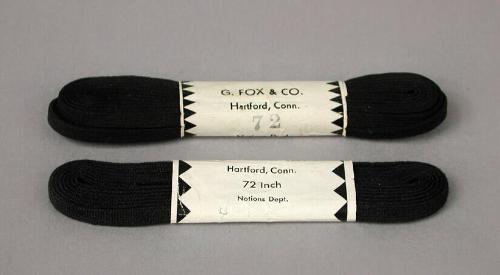 G. FOX & CO.
Hartford, Conn.
72
Hartford, Conn.
72 Inch
Notions Dept.